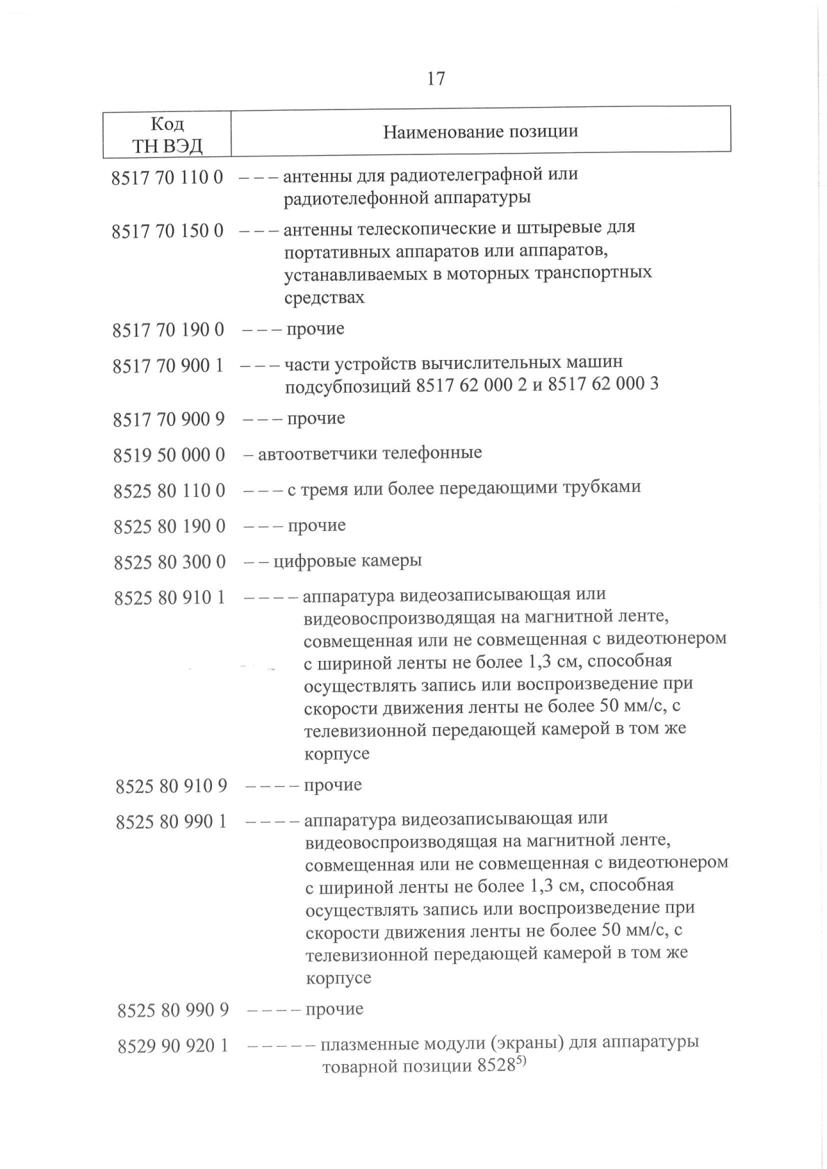 17
Код
ТН ВЭД
Наименование позиции
8517 70 110 0 – – – антенны для радиотелеграфной или
радиотелефонной аппаратуры
8517 70 150 0 – – – антенны телескопические и штыревые для
портативных аппаратов или аппаратов,
устанавливаемых в моторных транспортных
средствах
8517 70 190 0 – – – прочие
8517 70 900 1 – – – части устройств вычислительных машин
подсубпозиций 8517 62 000 2 и 8517 62 000 3
8517 70 900 9 – – – прочие
8519 50 000 0 – автоответчики телефонные
8525 80 110 0 – – – с тремя или более передающими трубками
8525 80 190 0 – – – прочие
8525 80 300 0 – – цифровые камеры
8525 80 910 1 – – – – аппаратура видеозаписывающая или
видеовоспроизводящая на магнитной ленте,
совмещенная или не совмещенная с видеотюнером
с шириной ленты не более 1,3 см, способная
осуществлять запись или воспроизведение при
скорости движения ленты не более 50 мм/с, с
телевизионной передающей камерой в том же
корпусе
8525 80 910 9 – – – – прочие
8525 80 990 1 – – – – аппаратура видеозаписывающая или
видеовоспроизводящая на магнитной ленте,
совмещенная или не совмещенная с видеотюнером
с шириной ленты не более 1,3 см, способная
осуществлять запись или воспроизведение при
скорости движения ленты не более 50 мм/с, с
телевизионной передающей камерой в том же
корпусе
8525 80 990 9 – – – – прочие
8529 90 920 1 – – – – – плазменные модули (экраны) для аппаратуры
товарной позиции 8528⁵⁾